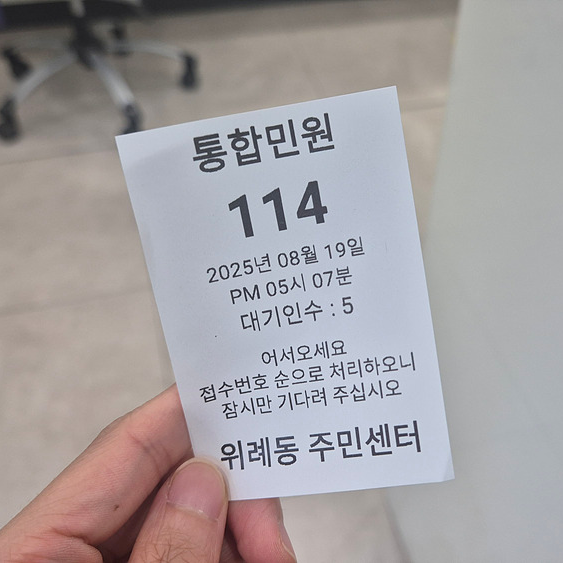 통합민원
114
2025년 08월 19일
PM 05시 07분
대기인수 : 5
어서오세요
접수번호 순으로 처리하오니
잠시만 기다려 주십시오
위례동 주민센터